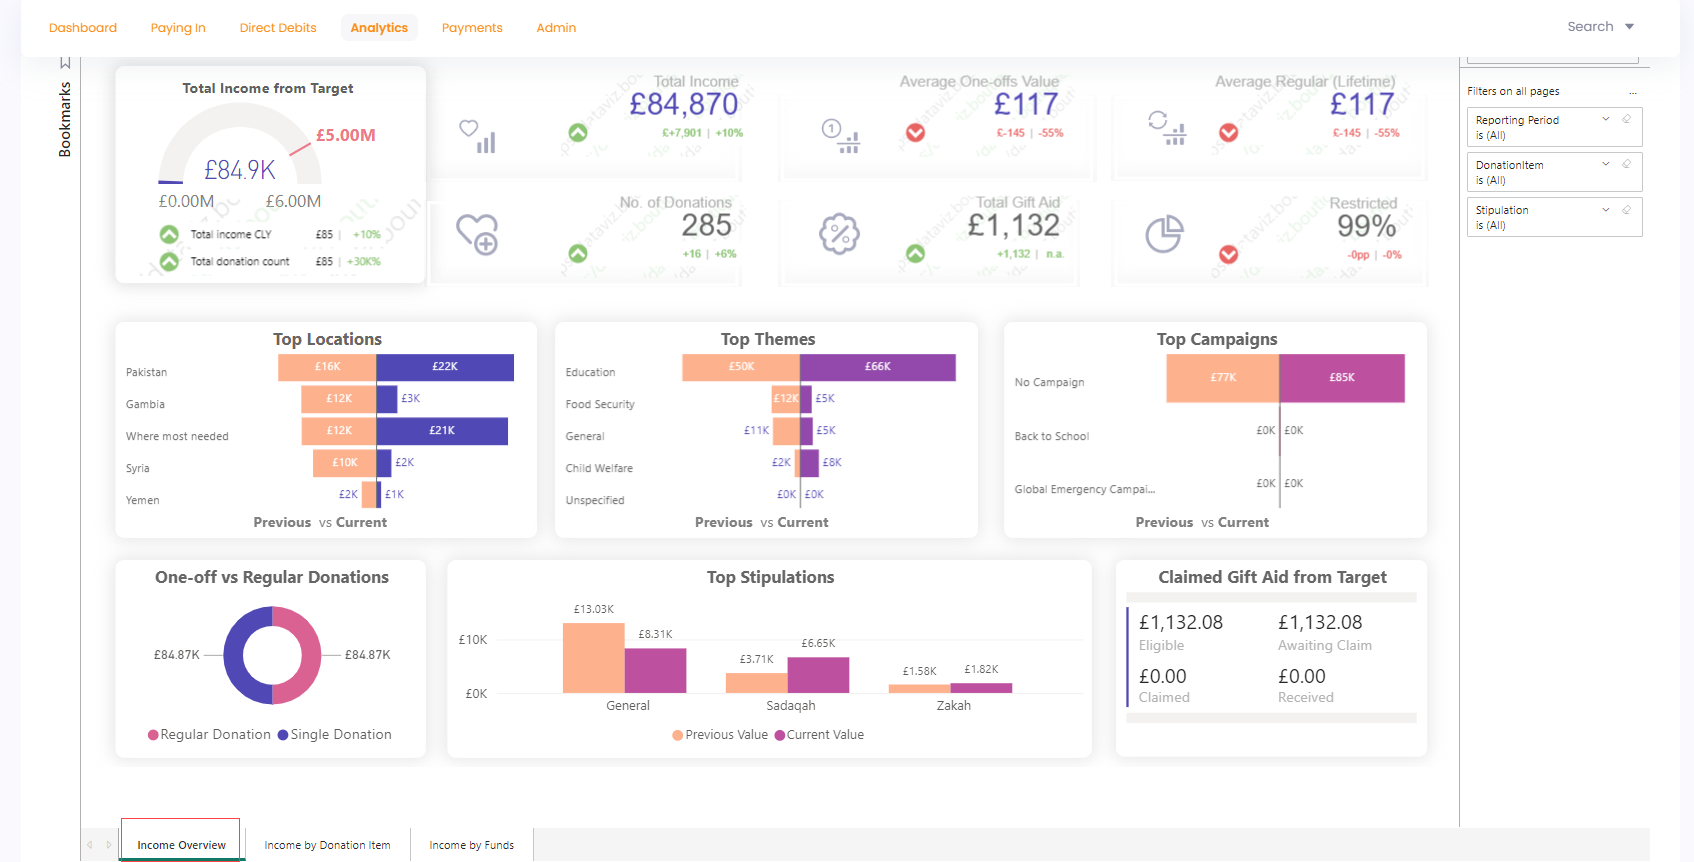 Dashboard
Paying In
Direct Debits
Analytics
Payments
Admin
Search
Bookmarks
Total Income from Target
£5.00M
£84.9K
£0.00M
£6.00M
Total income CLY £85 | +10%
Total donation count £85 | +30K%
Total Income
£84,870
£+7,901 | +10%
Average One-offs Value
£117
£-145 | -55%
Average Regular (Lifetime)
£117
£-145 | -55%
No. of Donations
285
+16 | +6%
Total Gift Aid
£1,132
+1,132 | n.a.
Restricted
99%
-0pp | -0%
Filters on all pages
...
Reporting Period
is (All)
DonationItem
is (All)
Stipulation
is (All)
Top Locations
Pakistan £16K £22K
Gambia £12K £3K
Where most needed £12K £21K
Syria £10K £2K
Yemen £2K £1K
Previous vs Current
Top Themes
Education £50K £66K
Food Security £12K £5K
General £11K £5K
Child Welfare £2K £8K
Unspecified £0K £0K
Previous vs Current
Top Campaigns
No Campaign £77K £85K
Back to School £0K £0K
Global Emergency Campai... £0K £0K
Previous vs Current
One-off vs Regular Donations
£84.87K
£84.87K
Regular Donation Single Donation
Top Stipulations
£10K
£0K
£13.03K
£8.31K
£3.71K
£6.65K
£1.58K
£1.82K
General
Sadaqah
Zakah
Previous Value Current Value
Claimed Gift Aid from Target
£1,132.08
Eligible
£1,132.08
Awaiting Claim
£0.00
Claimed
£0.00
Received
Income Overview
Income by Donation Item
Income by Funds